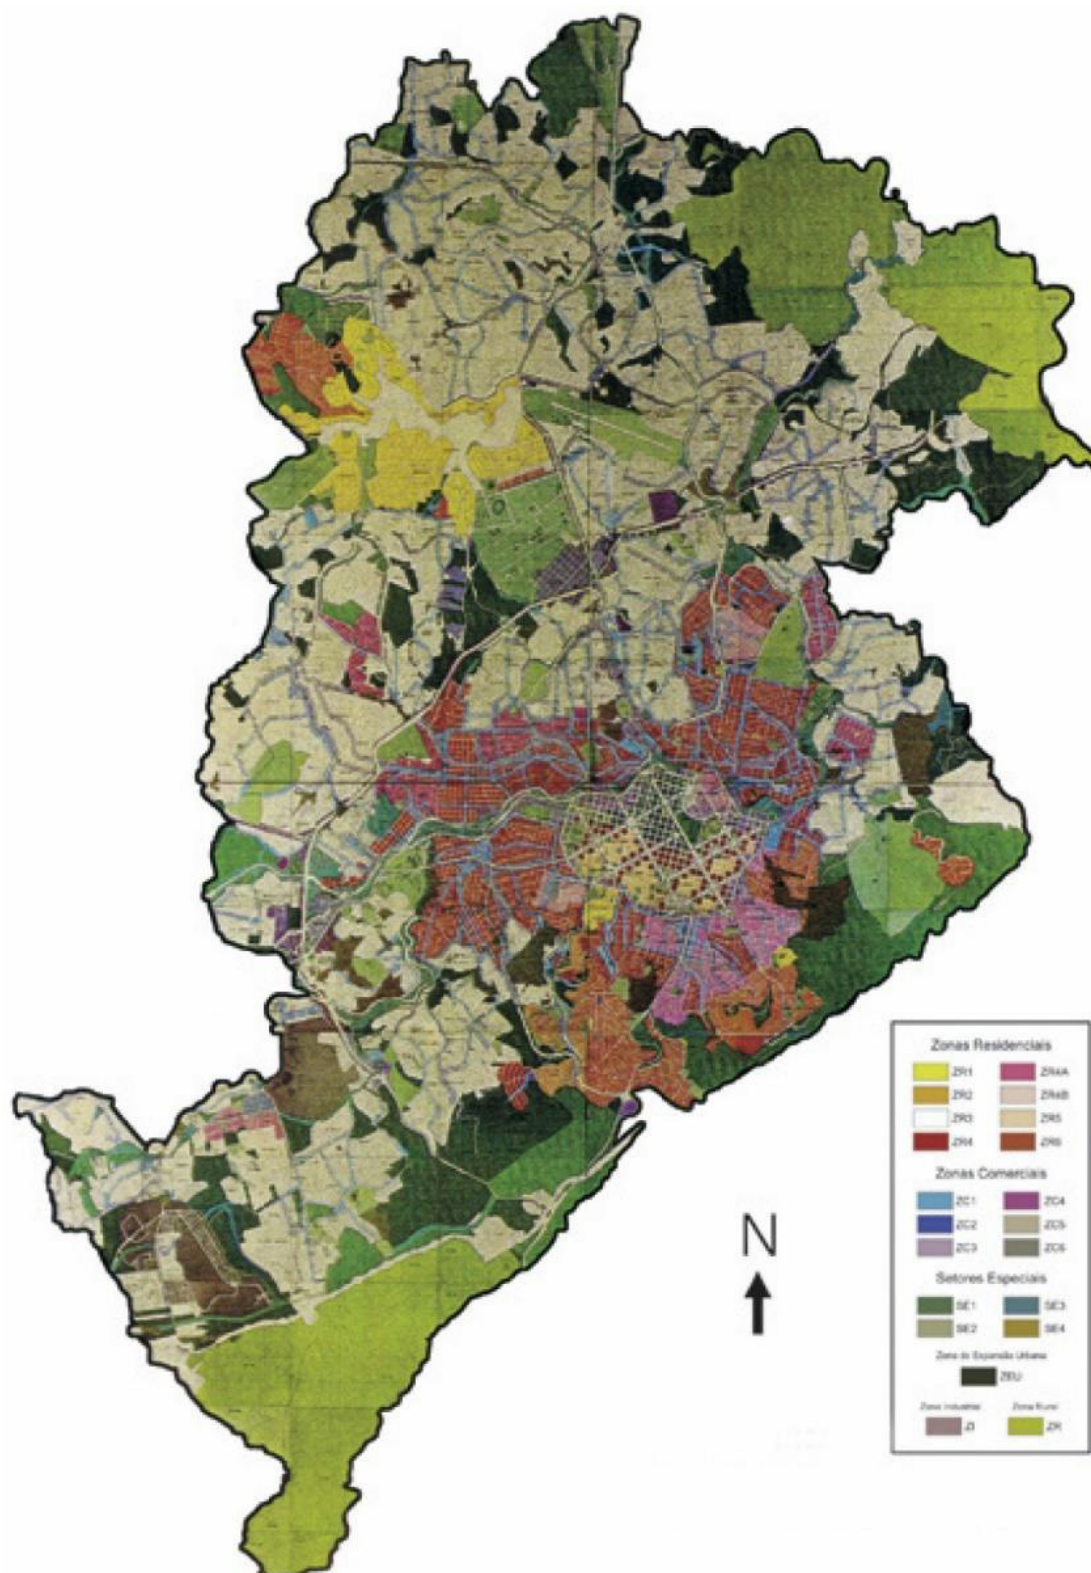 Zonas Residenciais
ZR1 ZR4A
ZR2 ZR4B
ZR3 ZR5
ZR4 ZR6
Zonas Comerciais
ZC1 ZC4
ZC2 ZC5
ZC3 ZC6
Setores Especiais
SE1 SE3
SE2 SE4
Zona de Expansão Urbana
ZEU
Zona Industrial Zona Rural
ZI ZR
N